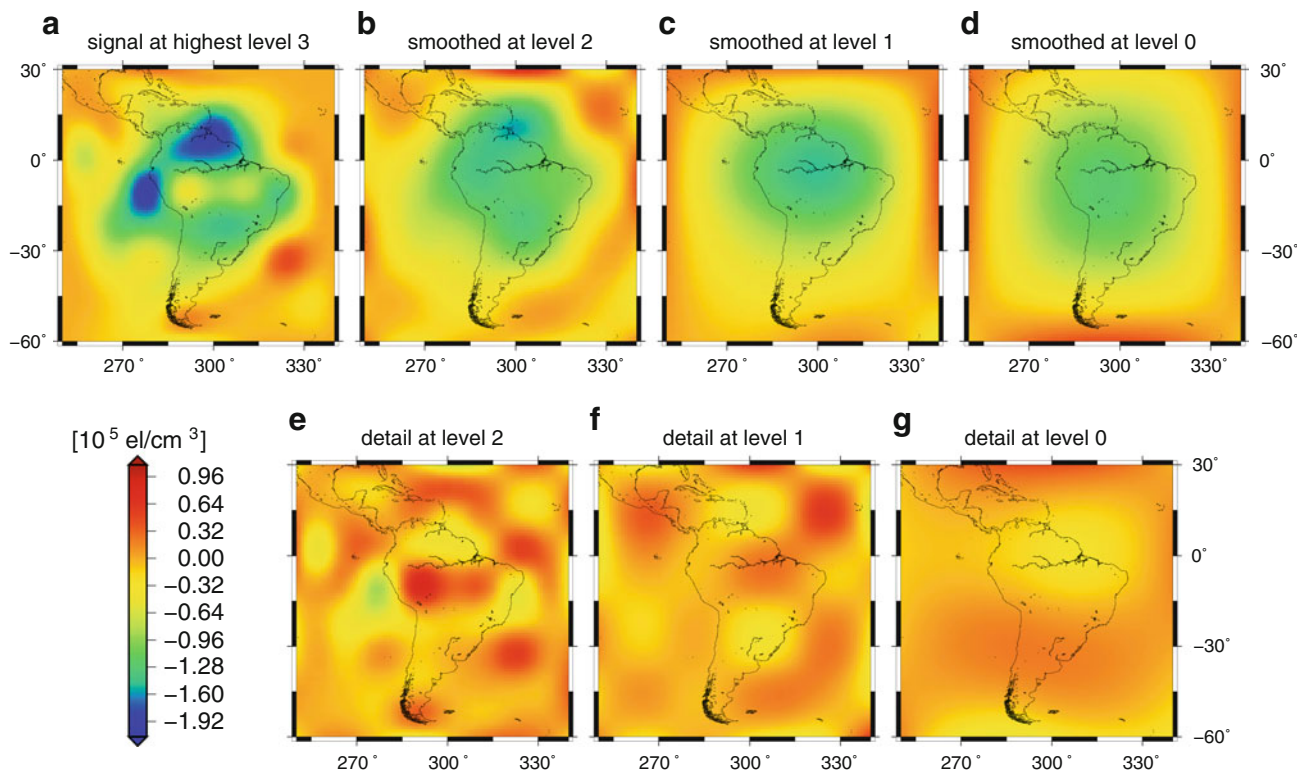 a
signal at highest level 3
b
smoothed at level 2
c
smoothed at level 1
d
smoothed at level 0
30°
0°
−30°
−60°
30°
0°
−30°
−60°
270° 300° 330°
270° 300° 330°
270° 300° 330°
270° 300° 330°
[10⁵ el/cm³]
0.96
0.64
0.32
0.00
−0.32
−0.64
−0.96
−1.28
−1.60
−1.92
e
detail at level 2
f
detail at level 1
g
detail at level 0
30°
0°
−30°
−60°
270° 300° 330°
270° 300° 330°
270° 300° 330°